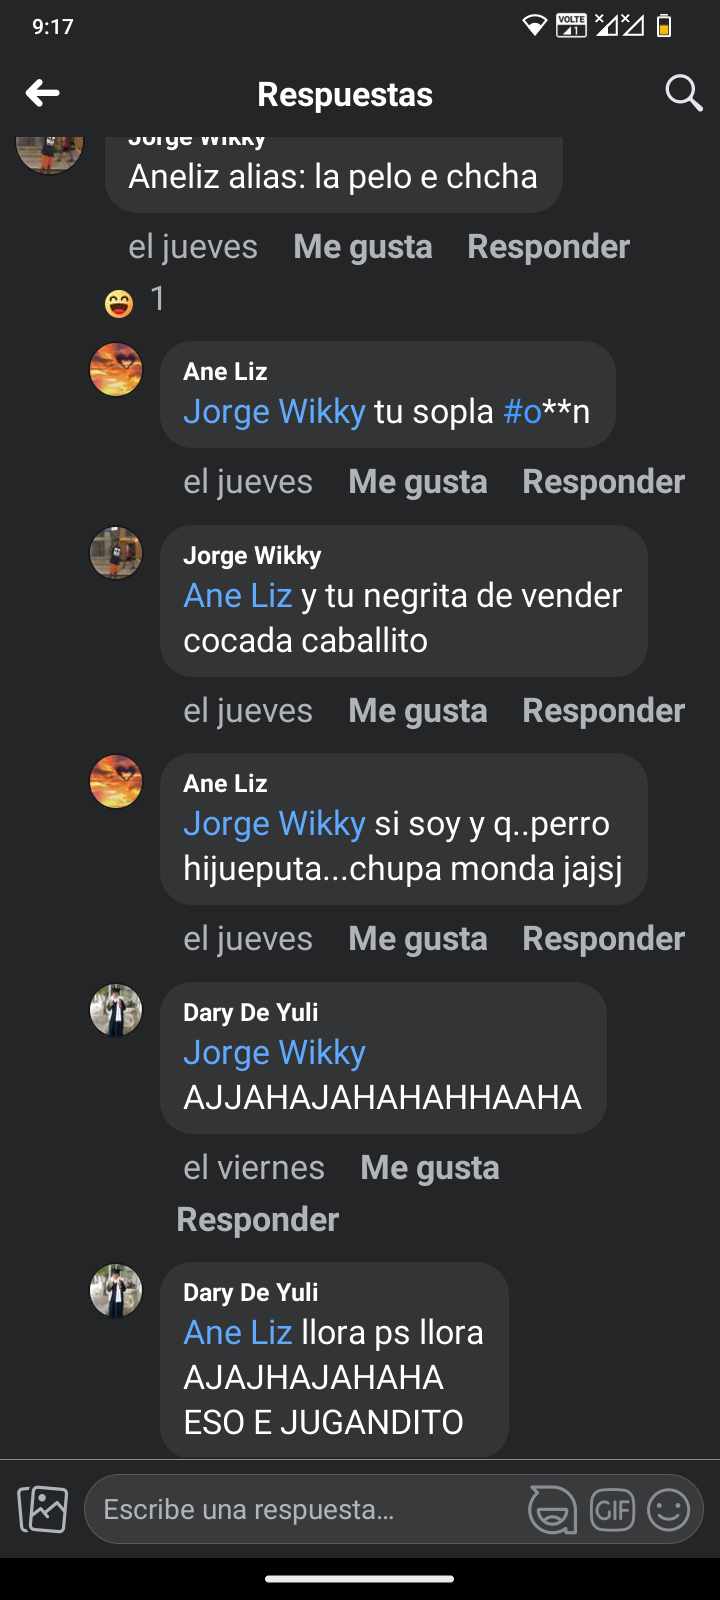 9:17
VOLTE
1
Respuestas
Jorge Wikky
Aneliz alias: la pelo e chcha
el jueves Me gusta Responder
1
Ane Liz
Jorge Wikky tu sopla #o**n
el jueves Me gusta Responder
Jorge Wikky
Ane Liz y tu negrita de vender
cocada caballito
el jueves Me gusta Responder
Ane Liz
Jorge Wikky si soy y q..perro
hijueputa...chupa monda jajsj
el jueves Me gusta Responder
Dary De Yuli
Jorge Wikky
AJJAHAJAHAHAHHAAHA
el viernes Me gusta
Responder
Dary De Yuli
Ane Liz llora ps llora
AJAJHAJAHAHA
ESO E JUGANDITO
Escribe una respuesta...
GIF